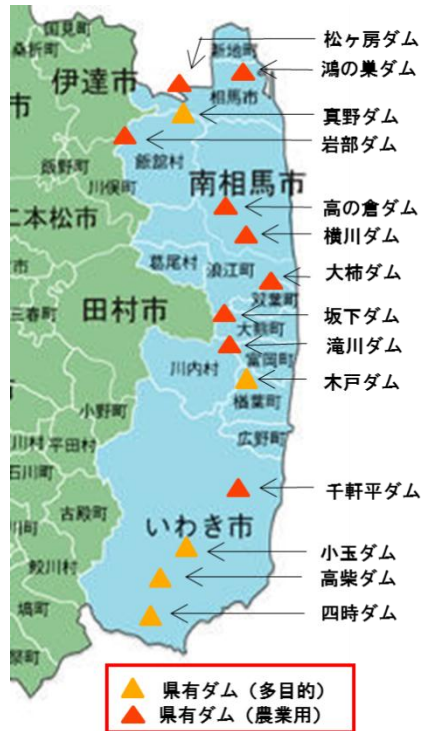 国見町
桑折町
新地町
松ヶ房ダム
伊達市
鴻の巣ダム
相馬市
市
真野ダム
岩部ダム
飯野町
飯舘村
川俣町
南相馬市
高の倉ダム
二本松市
横川ダム
葛尾村
浪江町
大柿ダム
市
双葉町
田村市
三春町
坂下ダム
大熊町
滝川ダム
川内村
富岡町
木戸ダム
小野町
楢葉町
川村
平田村
広野町
石川町
千軒平ダム
古殿町
川町
いわき市
小玉ダム
鮫川村
高柴ダム
塙町
四時ダム
祭町
県有ダム（多目的）
県有ダム（農業用）